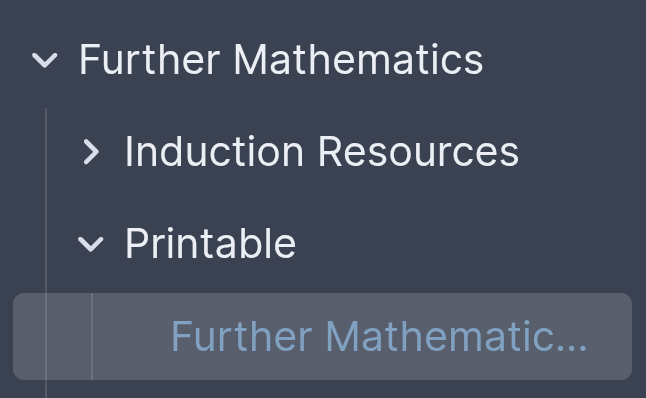 Further Mathematics
Induction Resources
Printable
Further Mathematic...